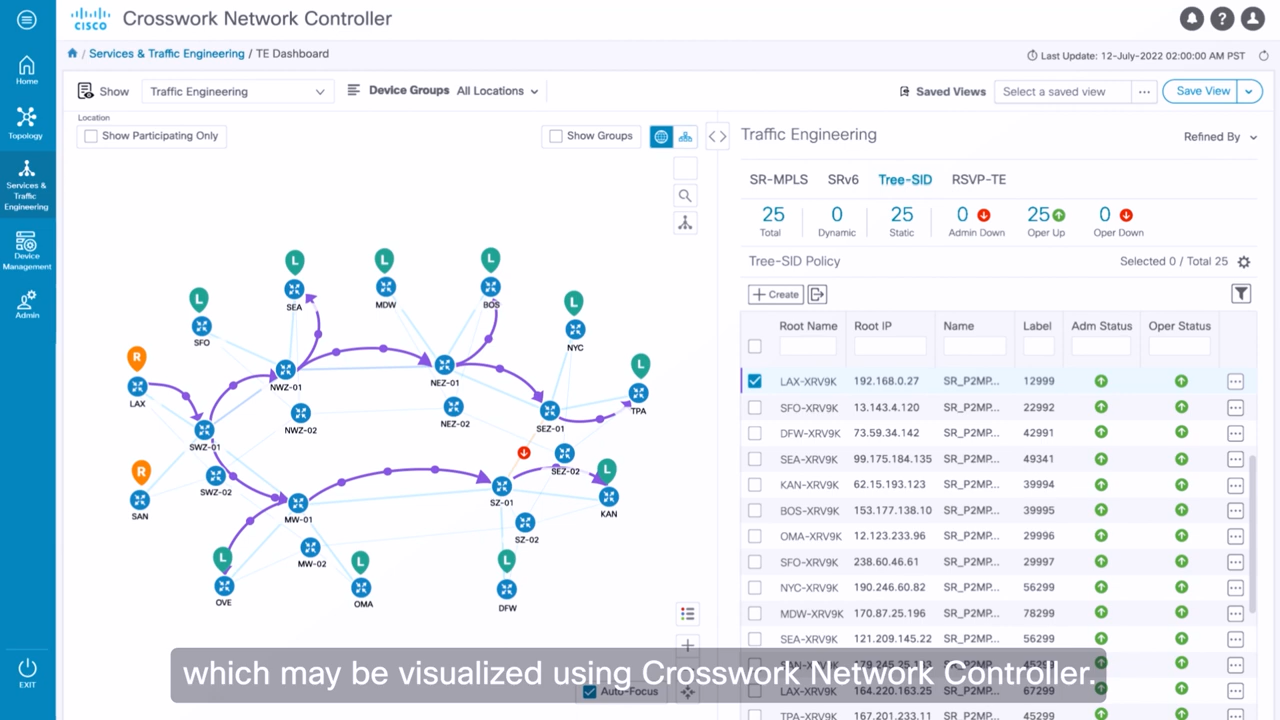 CISCO Crosswork Network Controller
Services & Traffic Engineering / TE Dashboard
Last Update: 12-July-2022 02:00:00 AM PST
Home
Topology
Services &
Traffic
Engineering
Device
Management
Admin
EXIT
Show Traffic Engineering Device Groups All Locations
Saved Views Select a saved view ... Save View
Location
Show Participating Only
Show Groups
L
SEA
L
MDW
L
BOS
L
SFO
L
NYC
R
LAX
NWZ-01
NEZ-01
L
TPA
NWZ-02
NEZ-02
SEZ-01
SWZ-01
SEZ-02
R
SAN
SWZ-02
L
KAN
MW-01
SZ-01
SZ-02
MW-02
L
OVE
L
OMA
L
DFW
Auto-Focus
Traffic Engineering
Refined By
SR-MPLS SRv6 Tree-SID RSVP-TE
25 0 25 0 25 0
Total Dynamic Static Admin Down Oper Up Oper Down
Tree-SID Policy Selected 0 / Total 25
+ Create
Root Name Root IP Name Label Adm Status Oper Status
LAX-XRV9K 192.168.0.27 SR_P2MP... 12999
SFO-XRV9K 13.143.4.120 SR_P2MP... 22992
DFW-XRV9K 73.59.34.142 SR_P2MP... 42991
SEA-XRV9K 99.175.184.135 SR_P2MP... 49341
KAN-XRV9K 62.15.193.123 SR_P2MP... 39994
BOS-XRV9K 153.177.138.10 SR_P2MP... 39995
OMA-XRV9K 12.123.233.96 SR_P2MP... 29996
SFO-XRV9K 238.60.46.61 SR_P2MP... 29997
NYC-XRV9K 190.246.60.82 SR_P2MP... 56299
MDW-XRV9K 170.87.25.196 SR_P2MP... 78299
SEA-XRV9K 121.209.145.22 SR_P2MP... 56299
LAX-XRV9K 164.220.163.25 SR_P2MP... 67299
TPA-XRV9K 167.201.233.11 SR_P2MP... 45299
which may be visualized using Crosswork Network Controller.